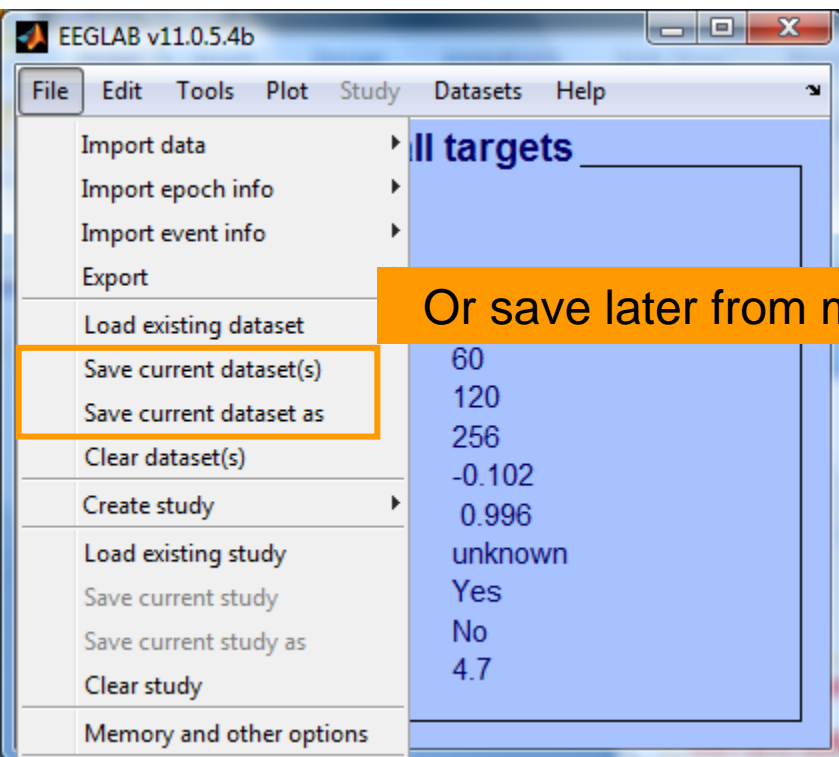 EEGLAB v11.0.5.4b
File Edit Tools Plot Study Datasets Help
Import data
ll targets
Import epoch info
Import event info
Export
Or save later from
Load existing dataset
Save current dataset(s)
60
Save current dataset as
120
256
Clear dataset(s)
-0.102
Create study
0.996
Load existing study
unknown
Save current study
Yes
Save current study as
No
Clear study
4.7
Memory and other options